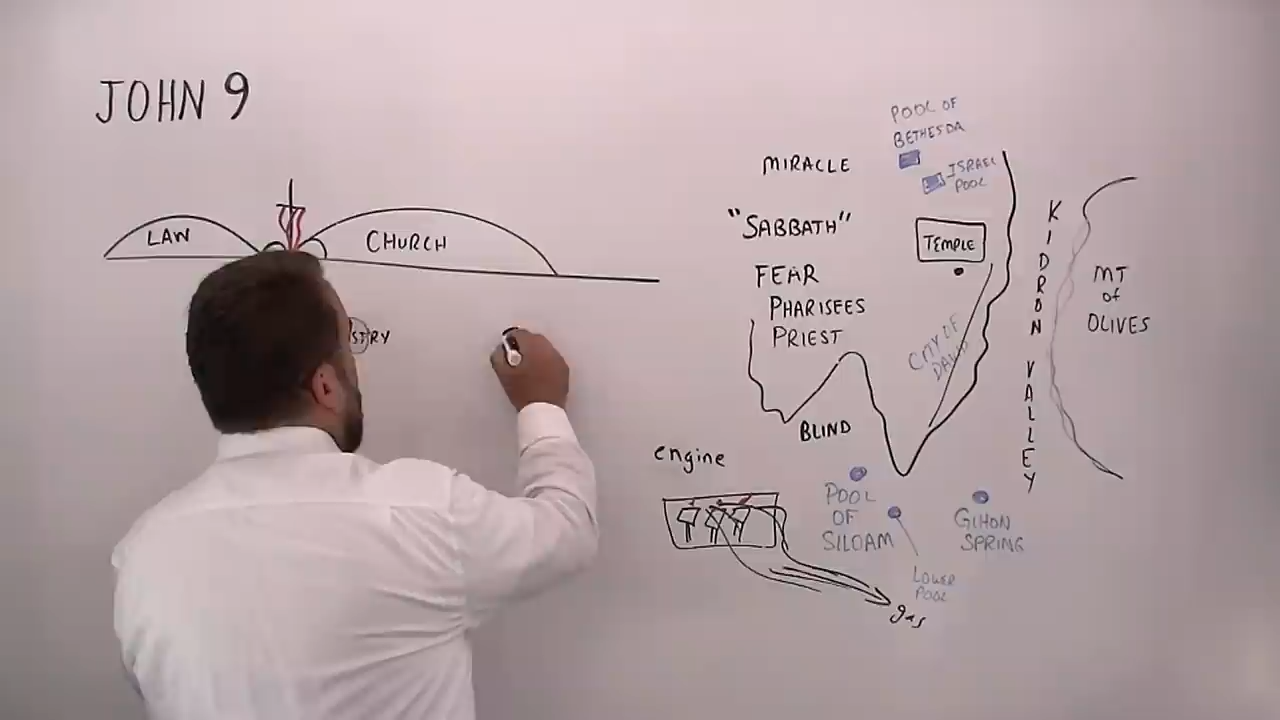 JOHN 9
LAW
CHURCH
STRY
MIRACLE
"SABBATH"
FEAR
PHARISEES
PRIEST
BLIND
POOL OF
BETHESDA
ISRAEL
POOL
TEMPLE
CITY OF
DAVID
KIDRON VALLEY
MT
of
OLIVES
engine
POOL
OF
SILOAM
GIHON
SPRING
LOWER
POOL
gas